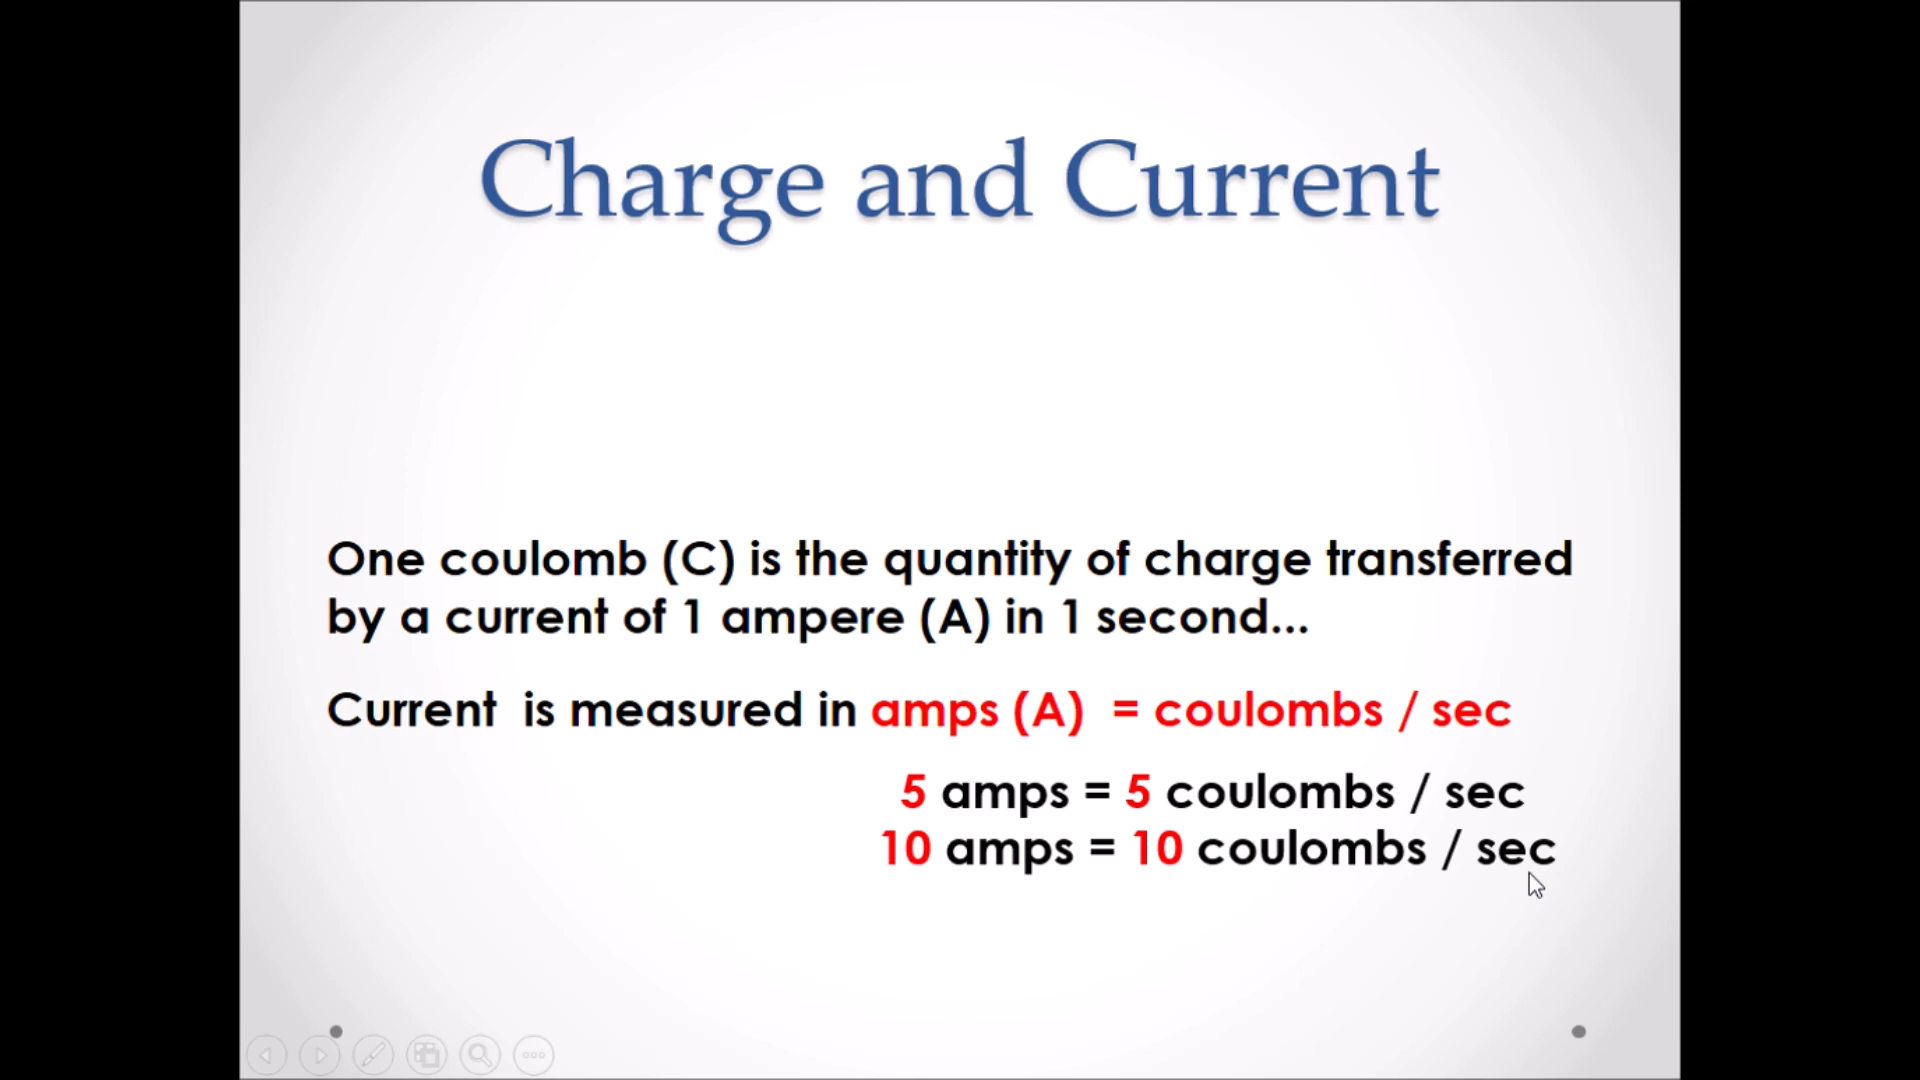 Charge and Current
One coulomb (C) is the quantity of charge transferred
by a current of 1 ampere (A) in 1 second...
Current  is measured in amps (A)  = coulombs / sec
5 amps = 5 coulombs / sec
10 amps = 10 coulombs / sec